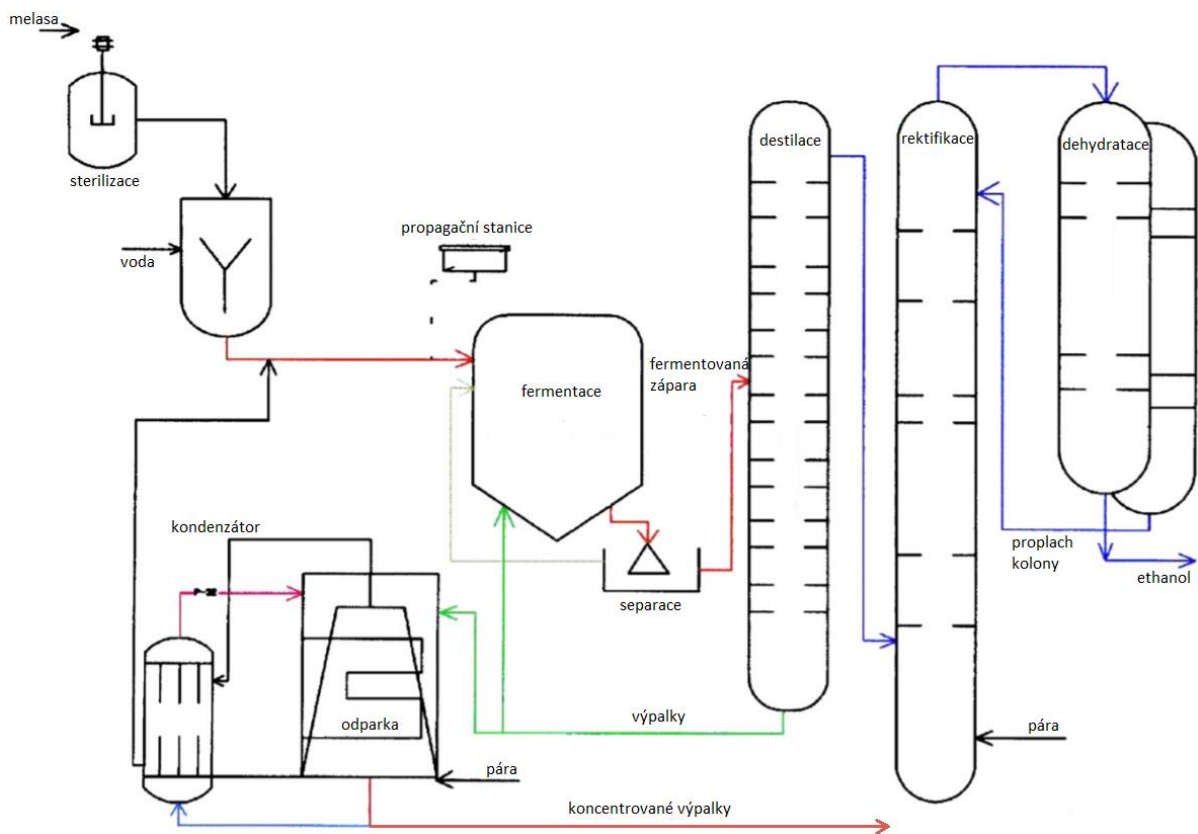 melasa
sterilizace
voda
propagační stanice
fermentace
fermentovaná
zápara
separace
destilace
rektifikace
dehydratace
proplach
kolony
ethanol
kondenzátor
odparka
pára
výpalky
pára
koncentrované výpalky